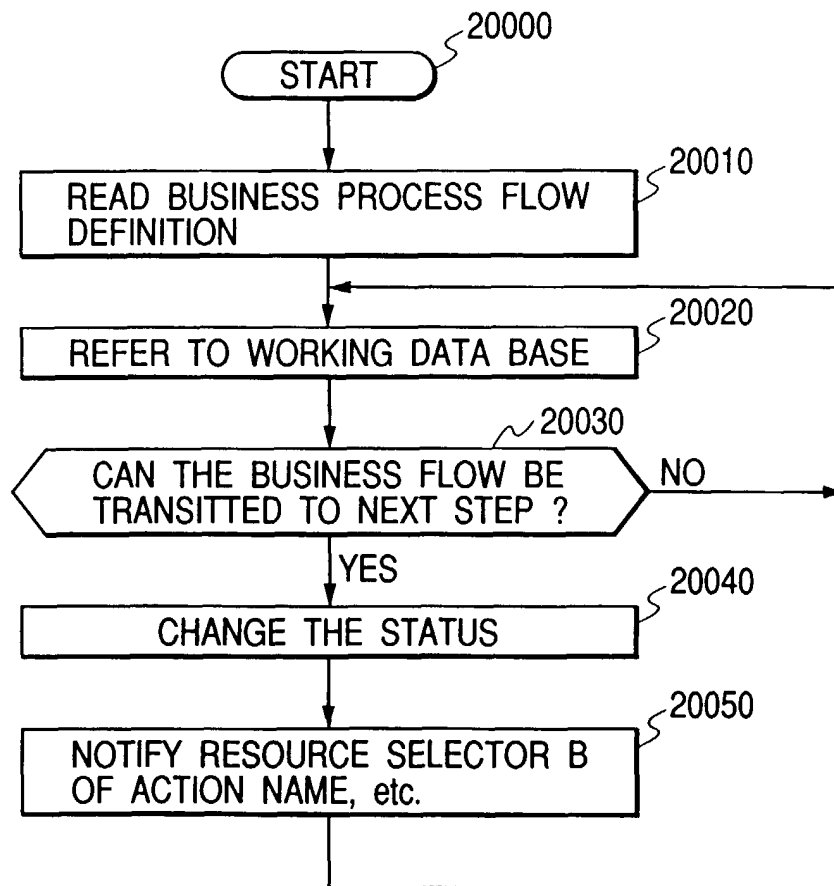 20000
START
20010
READ BUSINESS PROCESS FLOW
DEFINITION
20020
REFER TO WORKING DATA BASE
20030
CAN THE BUSINESS FLOW BE
TRANSITTED TO NEXT STEP ?
NO
YES
20040
CHANGE THE STATUS
20050
NOTIFY RESOURCE SELECTOR B
OF ACTION NAME, etc.